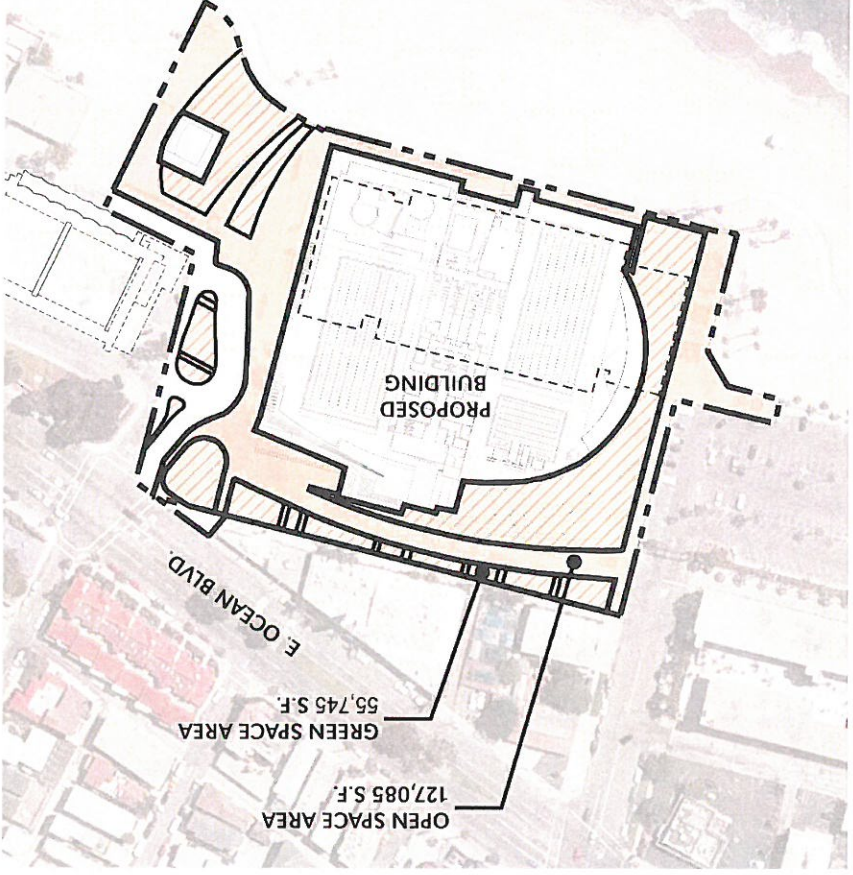 OPEN SPACE AREA
127,085 S.F.
GREEN SPACE AREA
55,745 S.F.
E. OCEAN BLVD.
PROPOSED
BUILDING